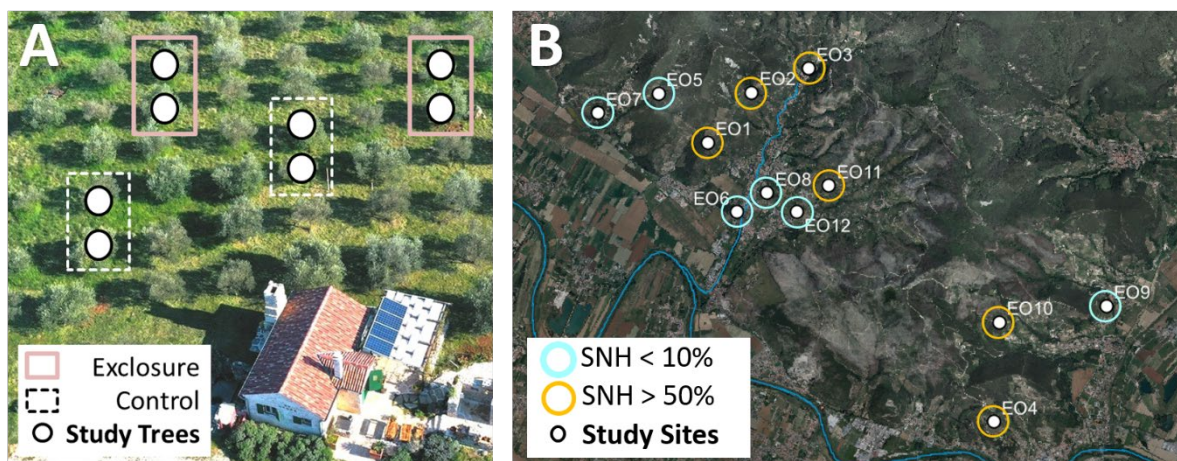 A
Exclosure
Control
Study Trees
B
EO3
EO5
EO2
EO7
EO1
EO11
EO8
EO6
EO12
EO9
EO10
EO4
SNH < 10%
SNH > 50%
Study Sites